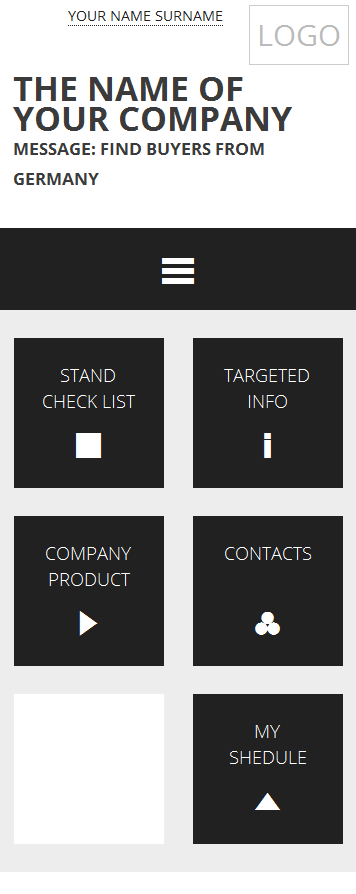 YOUR NAME SURNAME
LOGO
THE NAME OF
YOUR COMPANY
MESSAGE: FIND BUYERS FROM
GERMANY
STAND
CHECK LIST
TARGETED
INFO
i
COMPANY
PRODUCT
CONTACTS
MY
SHEDULE